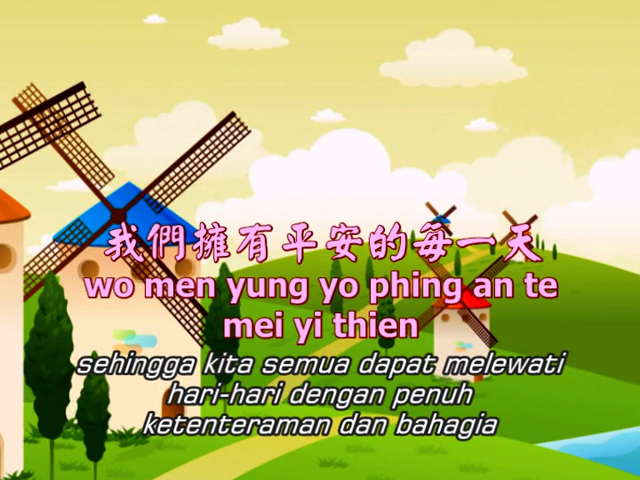 我們擁有平安的每一天
wo men yung yo phing an te
mei yi thien
sehingga kita semua dapat melewati
hari-hari dengan penuh
ketenteraman dan bahagia